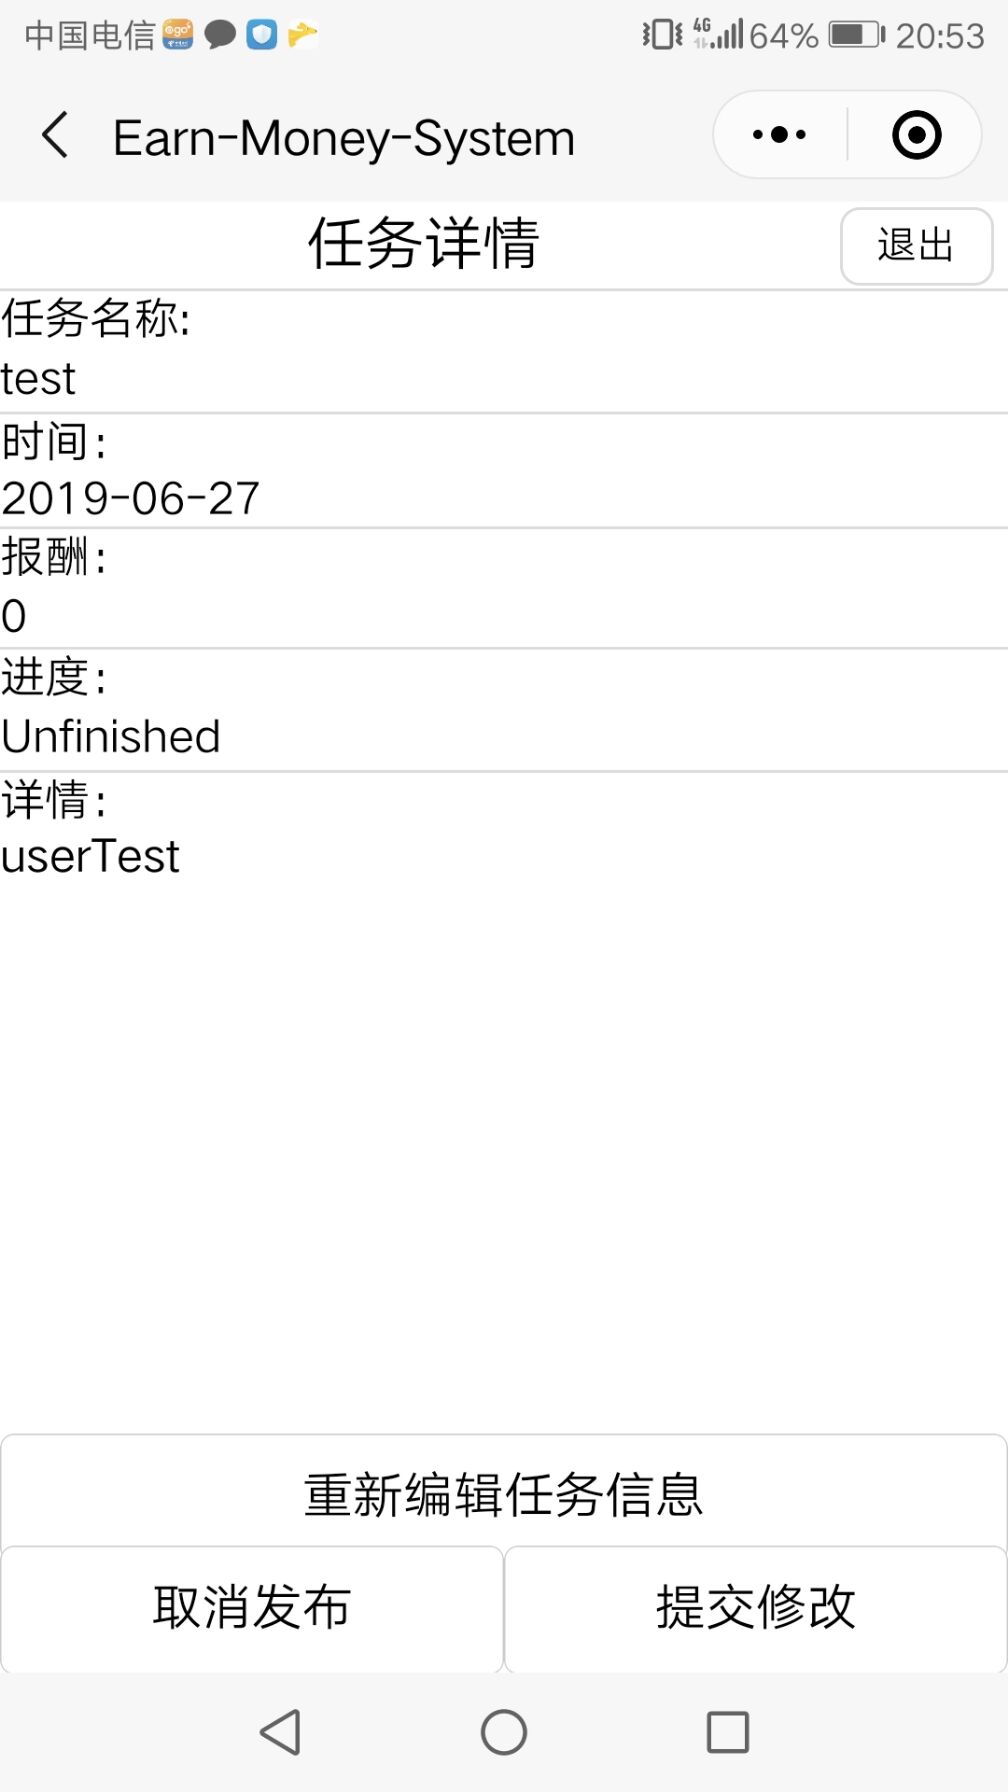 中国电信 4G 64% 20:53
Earn-Money-System
任务详情 退出
任务名称:
test
时间:
2019-06-27
报酬:
0
进度:
Unfinished
详情:
userTest
重新编辑任务信息
取消发布 提交修改